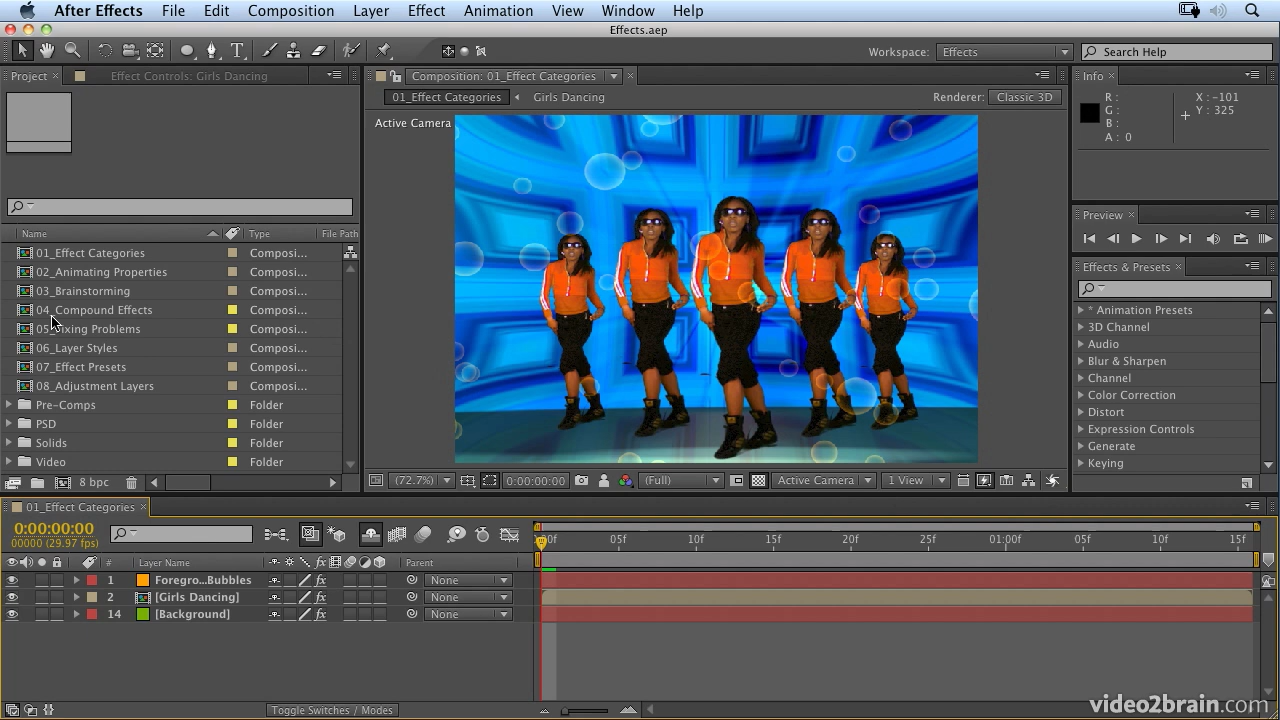 After Effects File Edit Composition Layer Effect Animation View Window Help
Effects.aep
Workspace: Effects Search Help
Project × Effect Controls: Girls Dancing
Composition: 01_Effect Categories ×
Info ×
01_Effect Categories Girls Dancing
Renderer: Classic 3D
R :
G :
B :
A : 0
X : -101
Y : 325
Active Camera
Preview ×
Name Type File Path
01_Effect Categories Composi...
02_Animating Properties Composi...
03_Brainstorming Composi...
04_Compound Effects Composi...
Composi...
06_Layer Styles Composi...
07_Effect Presets Composi...
08_Adjustment Layers Composi...
Pre-Comps Folder
PSD Folder
Solids Folder
Video Folder
8 bpc
Effects & Presets ×
* Animation Presets
3D Channel
Audio
Blur & Sharpen
Channel
Color Correction
Distort
Expression Controls
Generate
Keying
(72.7%) 0:00:00:00 (Full) Active Camera 1 View
01_Effect Categories ×
0:00:00:00
00000 (29.97 fps)
05f 10f 15f 20f 25f 01:00f 05f 10f 15f
# Layer Name fx Parent
1 Foregro...Bubbles fx None
2 [Girls Dancing] fx None
14 [Background] fx None
Toggle Switches / Modes
video2brain.com